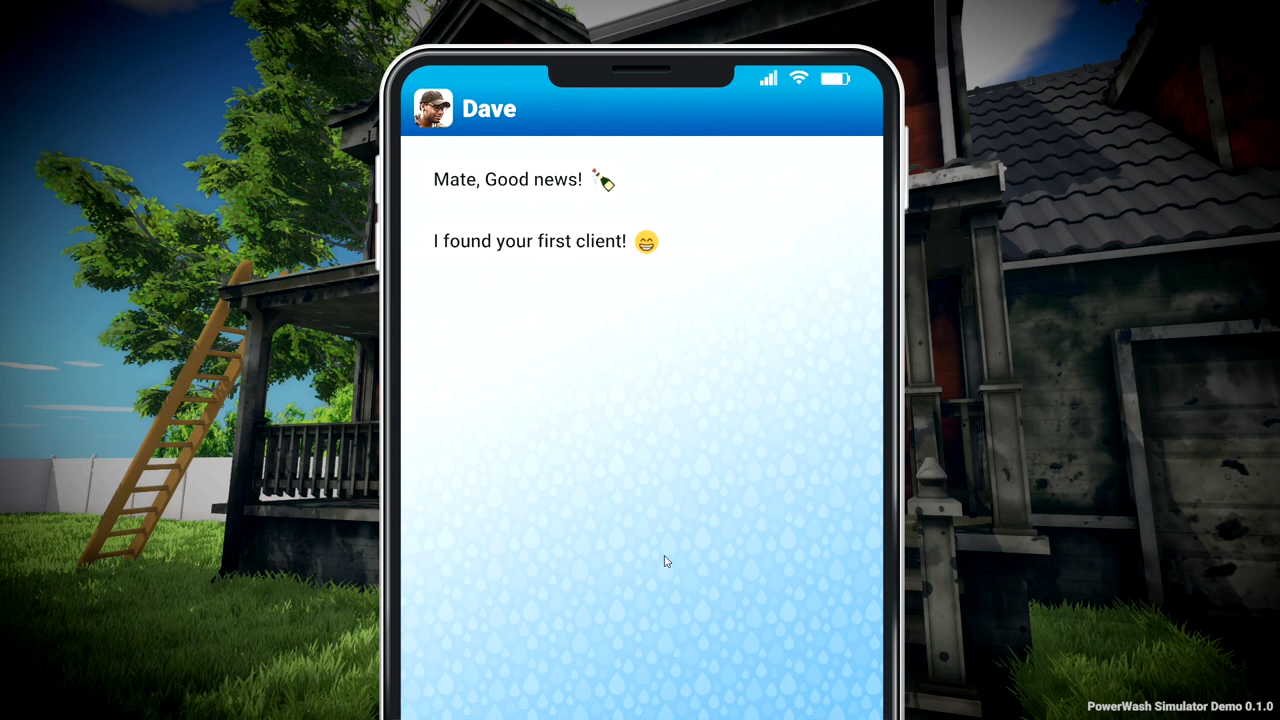 Dave
Mate, Good news! 🍾
I found your first client! 😁
PowerWash Simulator Demo 0.1.0